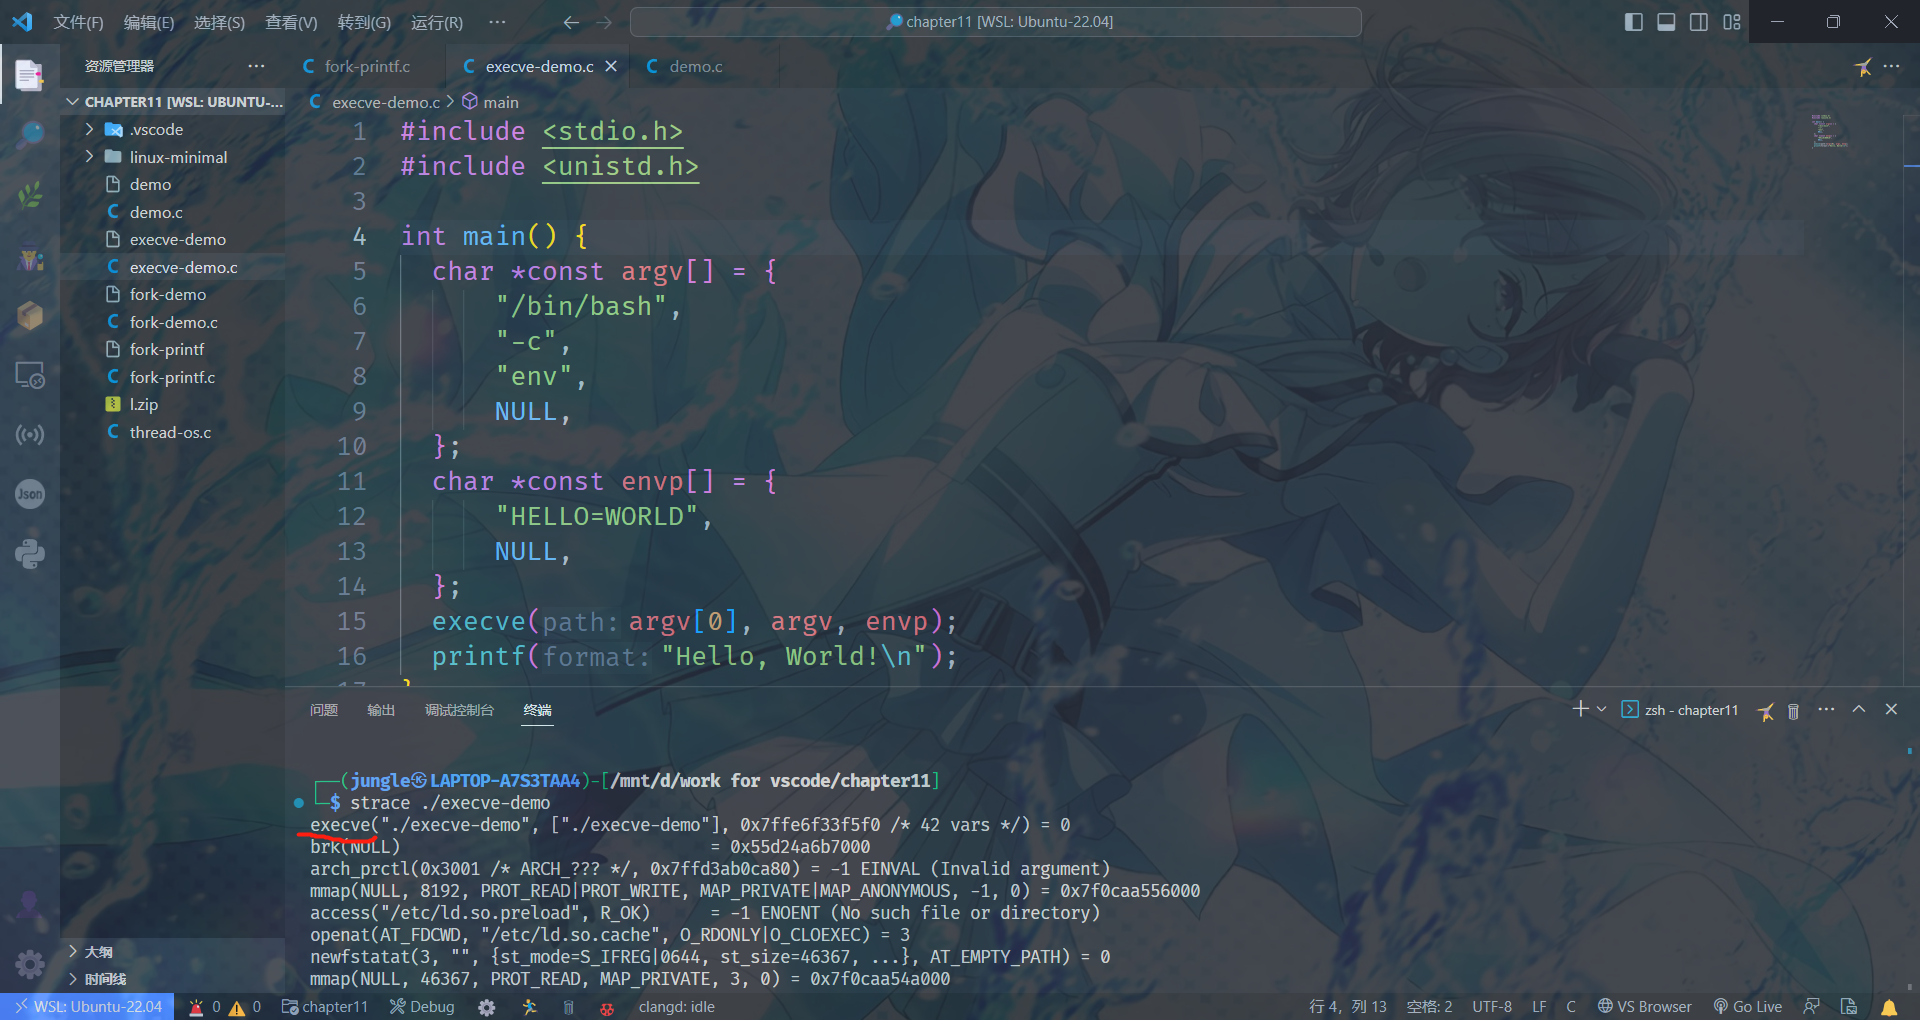 文件(F) 编辑(E) 选择(S) 查看(V) 转到(G) 运行(R) ··· chapter11 [WSL: Ubuntu-22.04]
资源管理器 ···
CHAPTER11 [WSL: UBUNTU-...
.vscode
linux-minimal
demo
demo.c
execve-demo
execve-demo.c
fork-demo
fork-demo.c
fork-printf
fork-printf.c
l.zip
thread-os.c
大纲
时间线
Json
fork-printf.c execve-demo.c demo.c
execve-demo.c > main
1 #include <stdio.h>
2 #include <unistd.h>
3
4 int main() {
5 char *const argv[] = {
6 "/bin/bash",
7 "-c",
8 "env",
9 NULL,
10 };
11 char *const envp[] = {
12 "HELLO=WORLD",
13 NULL,
14 };
15 execve(path: argv[0], argv, envp);
16 printf(format: "Hello, World!\n");
17 }
问题 输出 调试控制台 终端 zsh - chapter11
┌──(jungle㉿LAPTOP-A7S3TAA4)-[/mnt/d/work for vscode/chapter11]
└─$ strace ./execve-demo
execve("./execve-demo", ["./execve-demo"], 0x7ffe6f33f5f0 /* 42 vars */) = 0
brk(NULL) = 0x55d24a6b7000
arch_prctl(0x3001 /* ARCH_??? */, 0x7ffd3ab0ca80) = -1 EINVAL (Invalid argument)
mmap(NULL, 8192, PROT_READ|PROT_WRITE, MAP_PRIVATE|MAP_ANONYMOUS, -1, 0) = 0x7f0caa556000
access("/etc/ld.so.preload", R_OK) = -1 ENOENT (No such file or directory)
openat(AT_FDCWD, "/etc/ld.so.cache", O_RDONLY|O_CLOEXEC) = 3
newfstatat(3, "", {st_mode=S_IFREG|0644, st_size=46367, ...}, AT_EMPTY_PATH) = 0
mmap(NULL, 46367, PROT_READ, MAP_PRIVATE, 3, 0) = 0x7f0caa54a000
WSL: Ubuntu-22.04 0 0 chapter11 Debug clangd: idle 行 4，列 13 空格: 2 UTF-8 LF C VS Browser Go Live